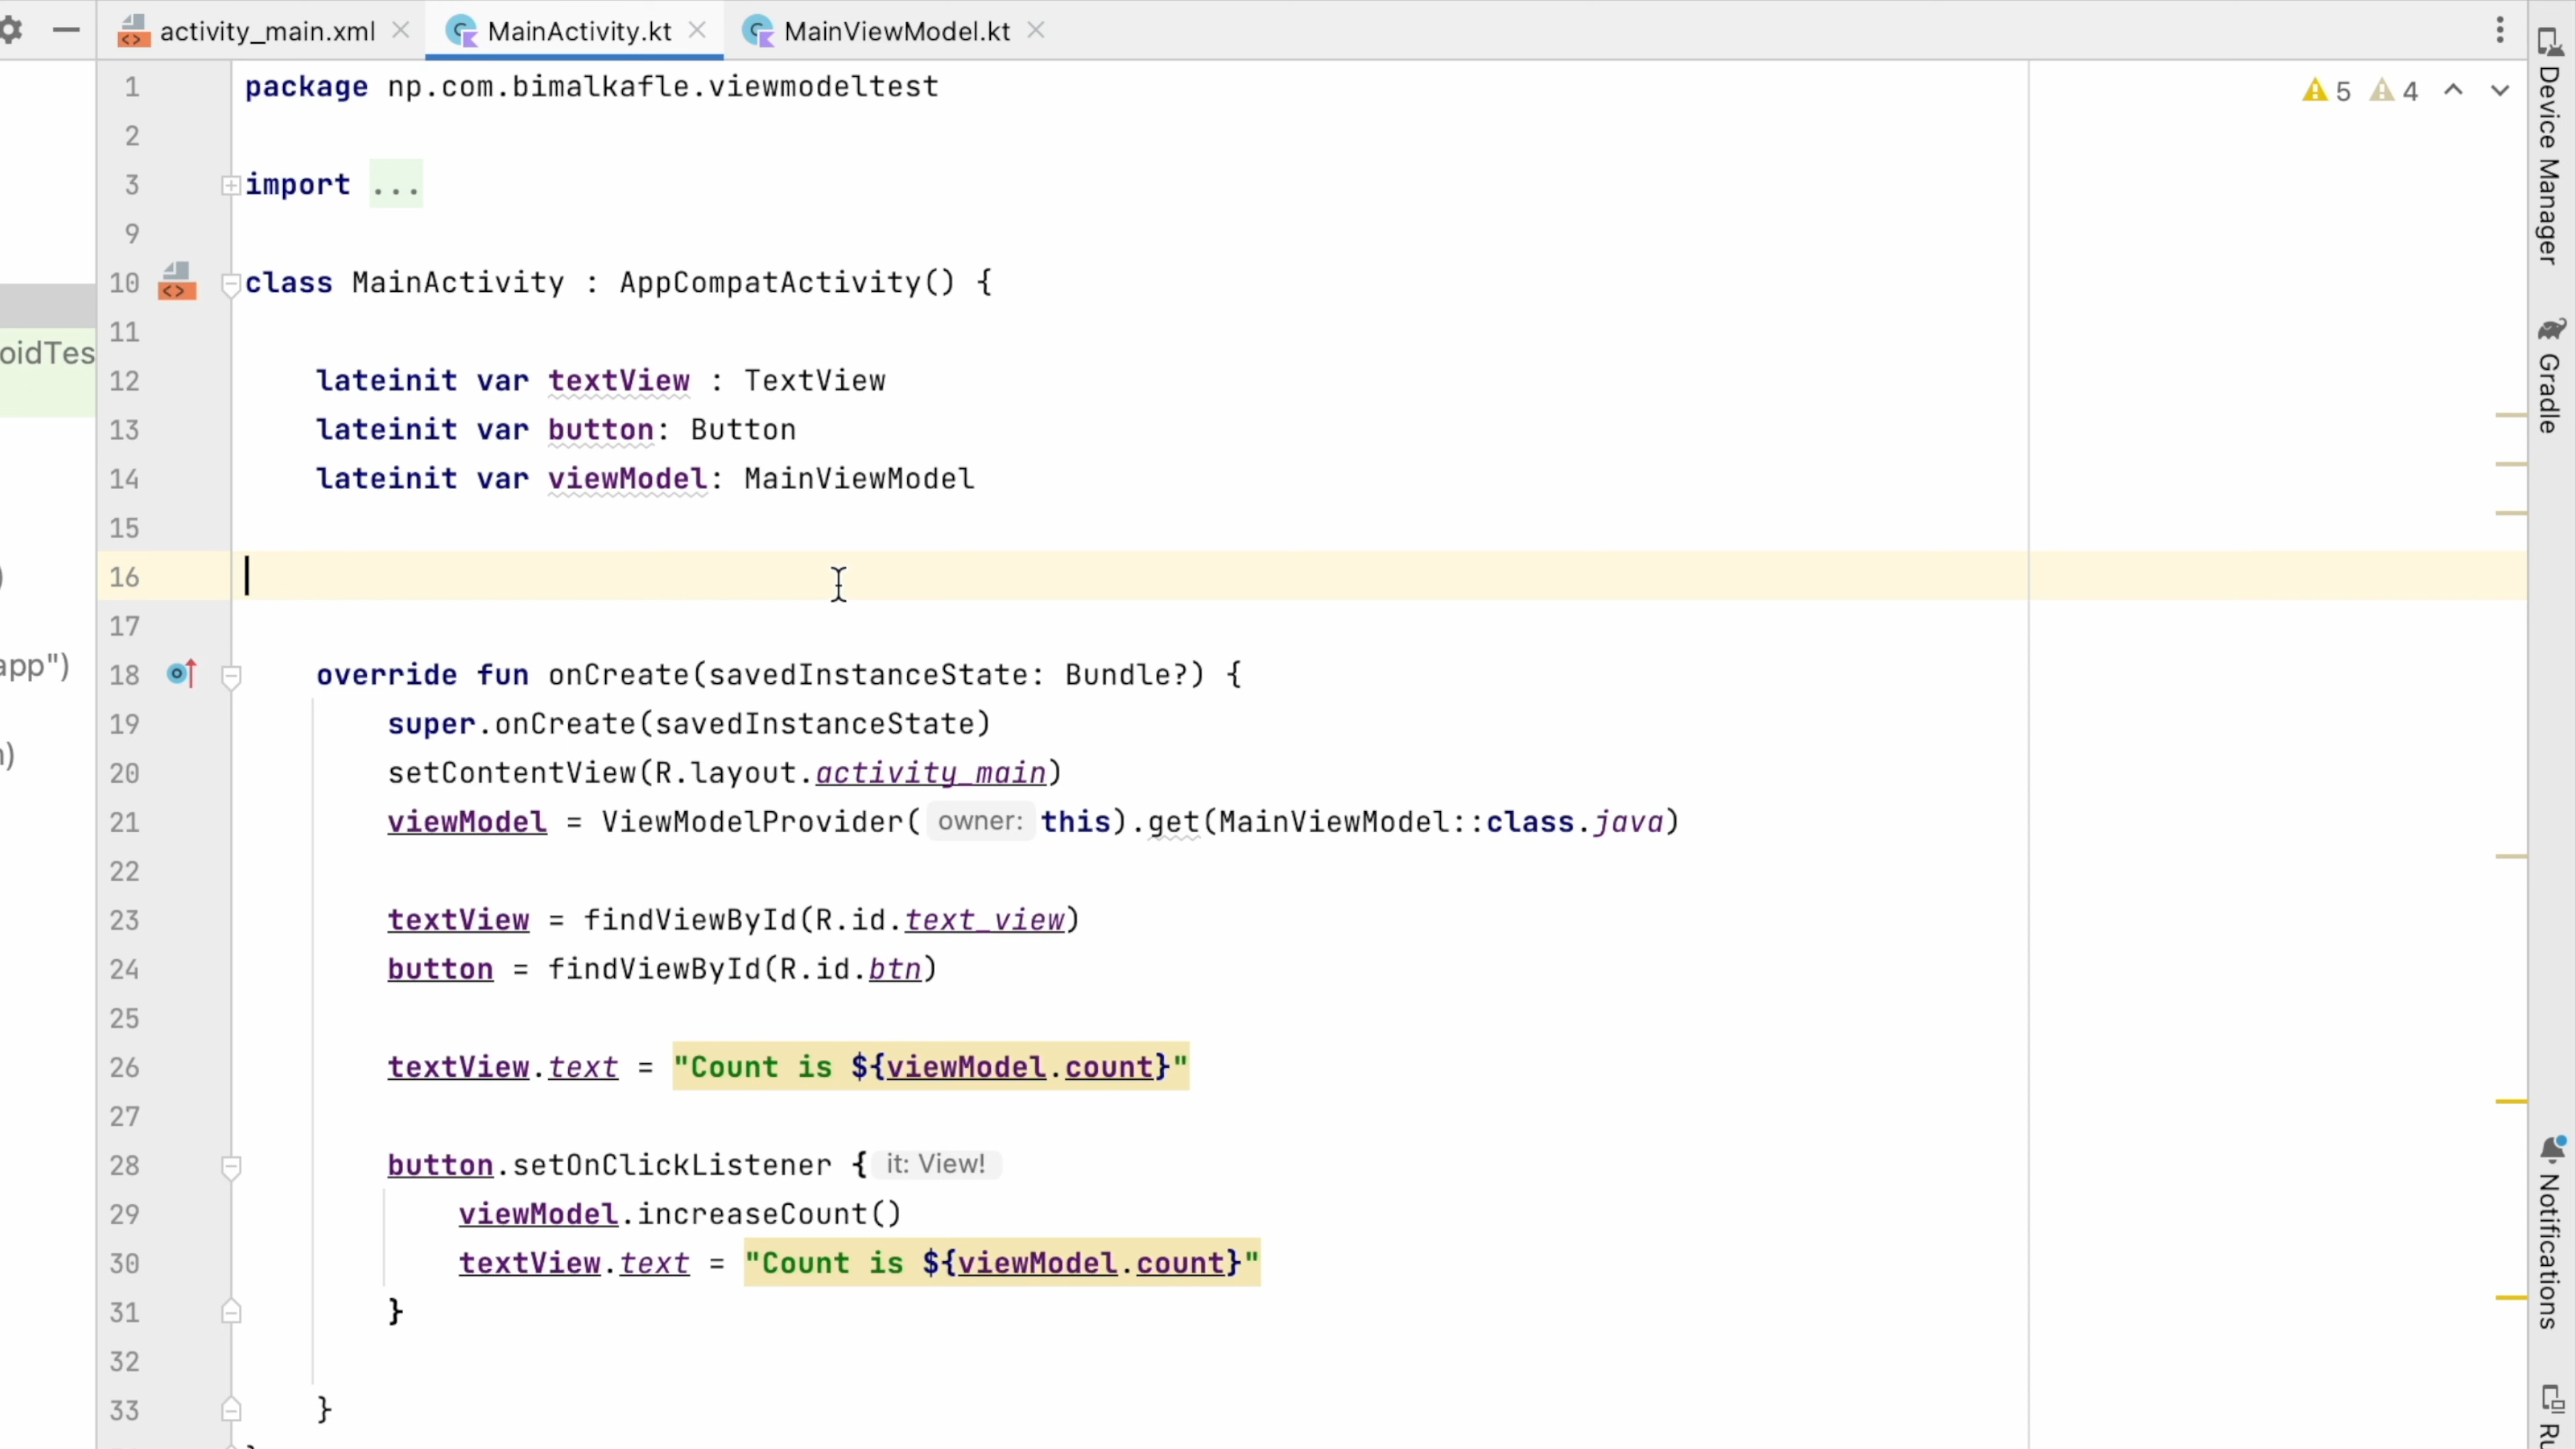 activity_main.xml MainActivity.kt MainViewModel.kt
5 4
1 package np.com.bimalkafle.viewmodeltest
2
3 import ...
9
10 class MainActivity : AppCompatActivity() {
11
12 lateinit var textView : TextView
13 lateinit var button: Button
14 lateinit var viewModel: MainViewModel
15
16
17
18 override fun onCreate(savedInstanceState: Bundle?) {
19 super.onCreate(savedInstanceState)
20 setContentView(R.layout.activity_main)
21 viewModel = ViewModelProvider( owner: this).get(MainViewModel::class.java)
22
23 textView = findViewById(R.id.text_view)
24 button = findViewById(R.id.btn)
25
26 textView.text = "Count is ${viewModel.count}"
27
28 button.setOnClickListener { it: View!
29 viewModel.increaseCount()
30 textView.text = "Count is ${viewModel.count}"
31 }
32
33 }
oidTes
)
app")
)
Device Manager
Gradle
Notifications